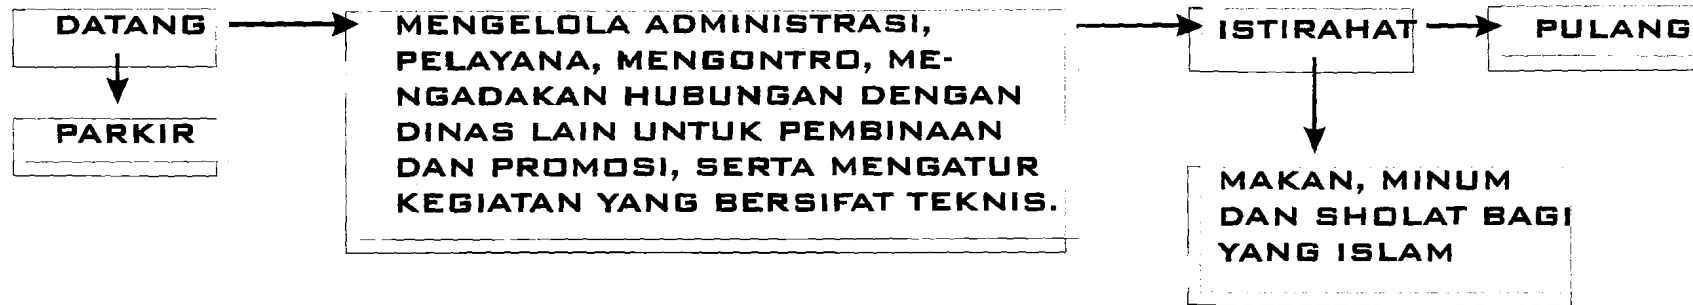 DATANG
PARKIR
MENGELOLA ADMINISTRASI,
PELAYANA, MENGONTRO, ME-
NGADAKAN HUBUNGAN DENGAN
DINAS LAIN UNTUK PEMBINAAN
DAN PROMOSI, SERTA MENGATUR
KEGIATAN YANG BERSIFAT TEKNIS.
ISTIRAHAT
MAKAN, MINUM
DAN SHOLAT BAGI
YANG ISLAM
PULANG